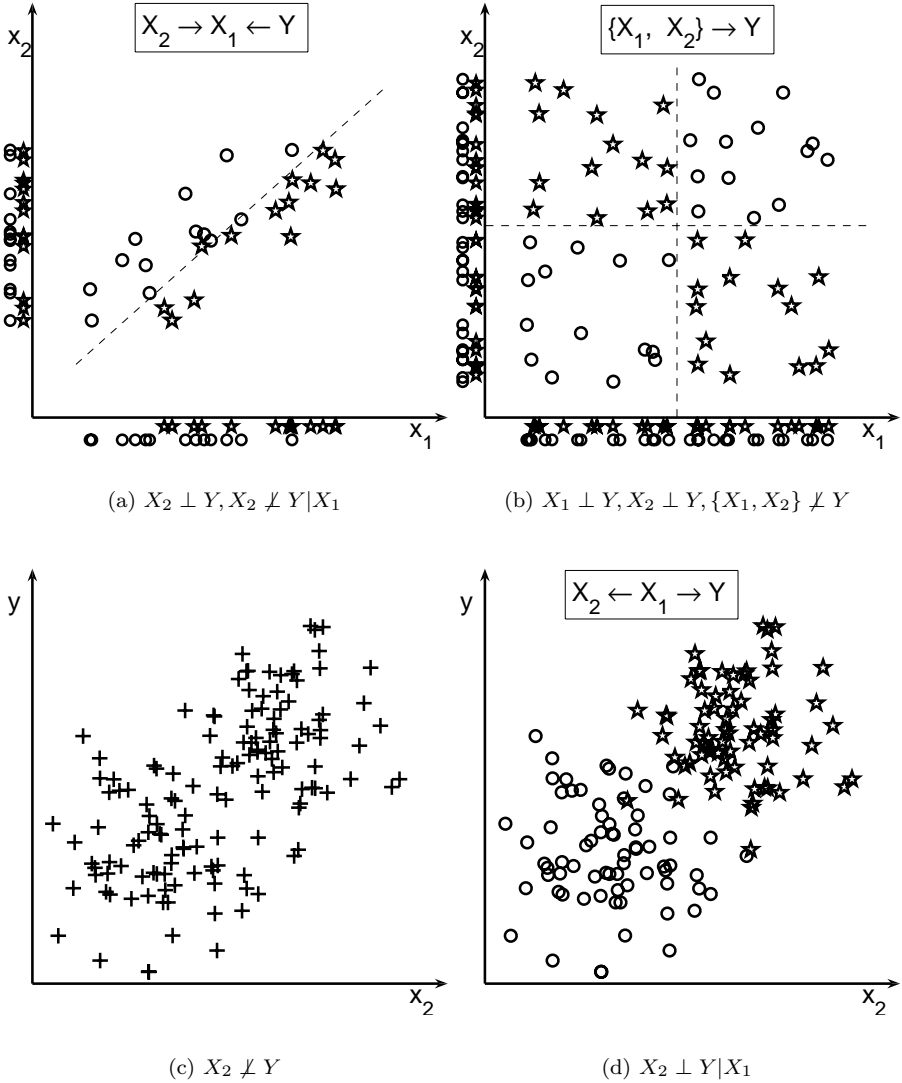 x₂
X₂ → X₁ ← Y
x₁
(a) X₂ ⊥ Y, X₂ ⊥̸ Y|X₁
x₂
{X₁, X₂} → Y
x₁
(b) X₁ ⊥ Y, X₂ ⊥ Y, {X₁, X₂} ⊥̸ Y
y
x₂
(c) X₂ ⊥̸ Y
y
X₂ ← X₁ → Y
x₂
(d) X₂ ⊥ Y|X₁